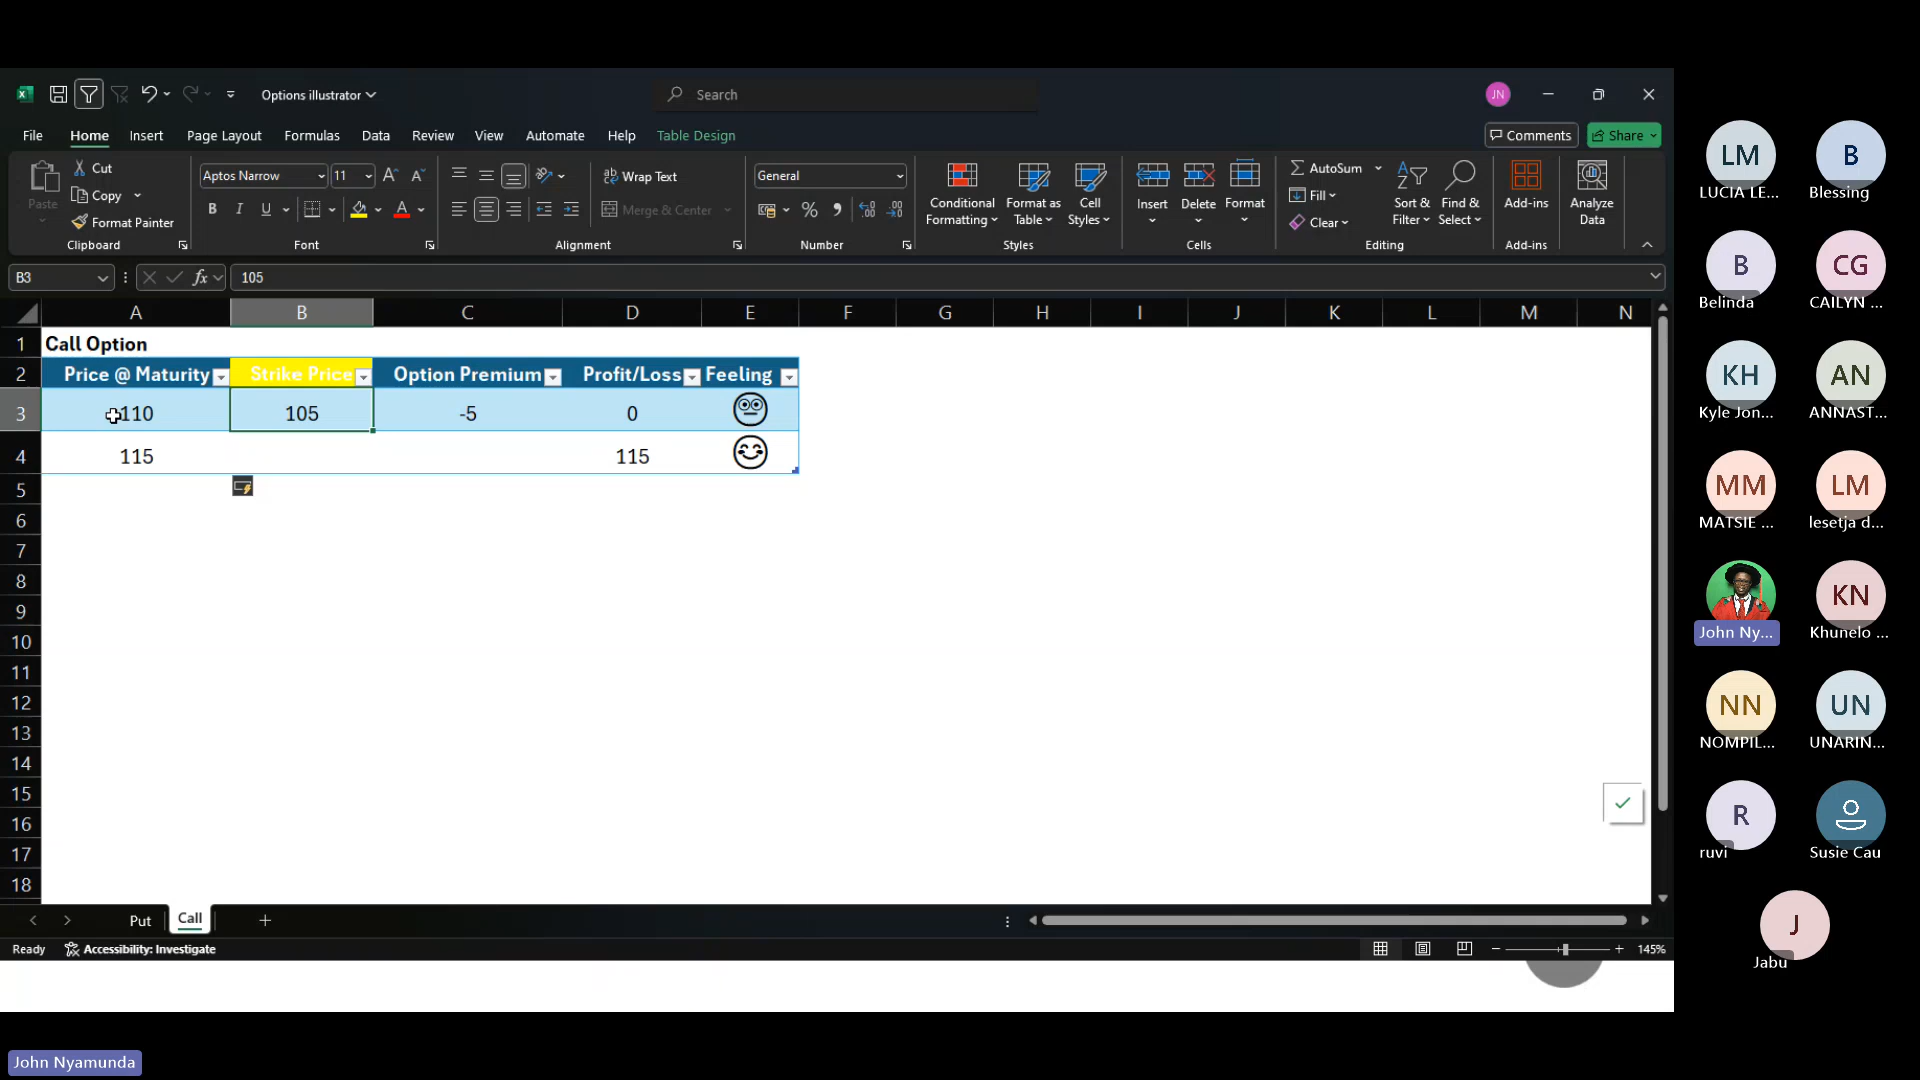 Options illustrator
Search
JN
File Home Insert Page Layout Formulas Data Review View Automate Help Table Design
Comments Share
Paste
Cut
Copy
Format Painter
Clipboard
Aptos Narrow 11
B I U
Font
Wrap Text
Merge & Center
Alignment
General
Number
Conditional Formatting
Format as Table
Cell Styles
Styles
Insert Delete Format
Cells
AutoSum
Fill
Clear
Sort & Filter
Find & Select
Editing
Add-ins
Add-ins
Analyze Data
B3 fx 105
A B C D E F G H I J K L M N
1 Call Option
2 Price @ Maturity Strike Price Option Premium Profit/Loss Feeling
3 110 105 -5 0
4 115 115
5
6
7
8
9
10
11
12
13
14
15
16
17
18
Put Call
Ready Accessibility: Investigate 145%
LM B
LUCIA LE... Blessing
B CG
Belinda CAILYN ...
KH AN
Kyle Jon... ANNAST...
MM LM
MATSIE ... lesetja d...
KN
John Ny... Khunelo ...
NN UN
NOMPIL... UNARIN...
R
ruvi Susie Cau
J
Jabu
John Nyamunda